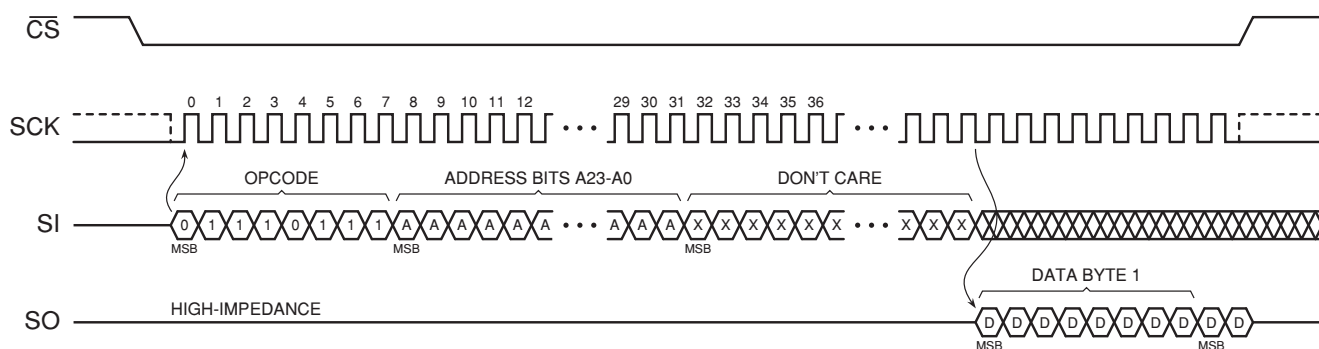 CS
SCK
0 1 2 3 4 5 6 7 8 9 10 11 12 29 30 31 32 33 34 35 36
OPCODE ADDRESS BITS A23-A0 DON'T CARE
SI
0 1 1 1 0 1 1 1 A A A A A A A A A X X X X X X X X X
MSB MSB MSB
DATA BYTE 1
SO
HIGH-IMPEDANCE
D D D D D D D D D D
MSB MSB